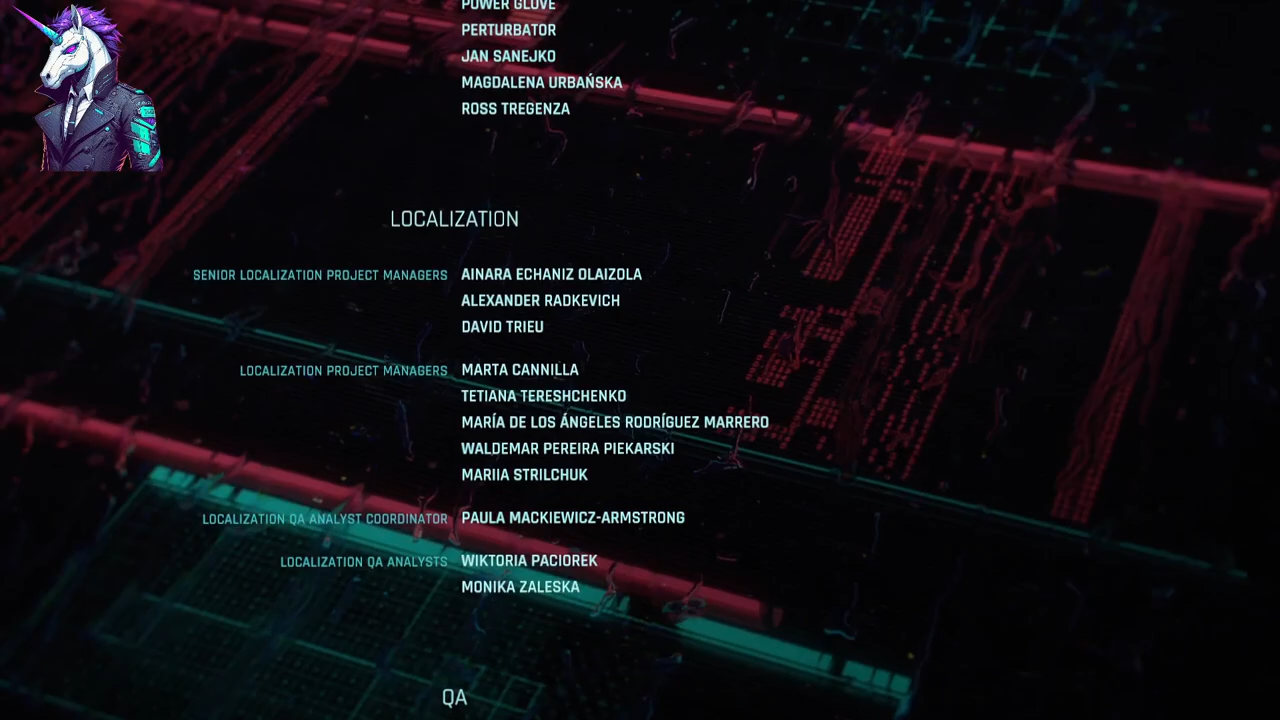 POWER GLOVE
PERTURBATOR
JAN SANEJKO
MAGDALENA URBAŃSKA
ROSS TREGENZA
LOCALIZATION
SENIOR LOCALIZATION PROJECT MANAGERS AINARA ECHANIZ OLAIZOLA
ALEXANDER RADKEVICH
DAVID TRIEU
LOCALIZATION PROJECT MANAGERS MARTA CANNILLA
TETIANA TERESHCHENKO
MARÍA DE LOS ÁNGELES RODRÍGUEZ MARRERO
WALDEMAR PEREIRA PIEKARSKI
MARIIA STRILCHUK
LOCALIZATION QA ANALYST COORDINATOR PAULA MACKIEWICZ-ARMSTRONG
LOCALIZATION QA ANALYSTS WIKTORIA PACIOREK
MONIKA ZALESKA
QA